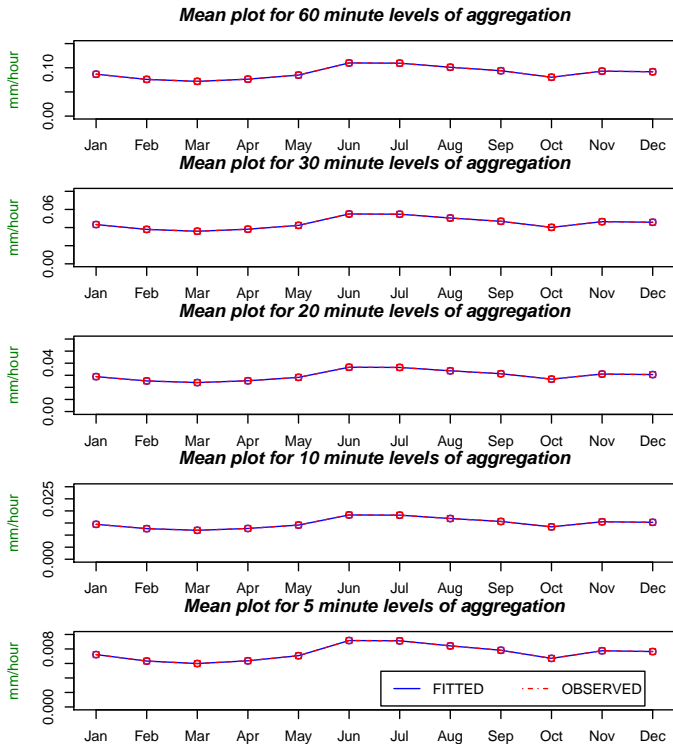 Mean plot for 60 minute levels of aggregation
mm/hour
0.10
0.00
Jan Feb Mar Apr May Jun Jul Aug Sep Oct Nov Dec
Mean plot for 30 minute levels of aggregation
mm/hour
0.06
0.00
Jan Feb Mar Apr May Jun Jul Aug Sep Oct Nov Dec
Mean plot for 20 minute levels of aggregation
mm/hour
0.04
0.00
Jan Feb Mar Apr May Jun Jul Aug Sep Oct Nov Dec
Mean plot for 10 minute levels of aggregation
mm/hour
0.025
0.000
Jan Feb Mar Apr May Jun Jul Aug Sep Oct Nov Dec
Mean plot for 5 minute levels of aggregation
mm/hour
0.008
0.000
FITTED OBSERVED
Jan Feb Mar Apr May Jun Jul Aug Sep Oct Nov Dec